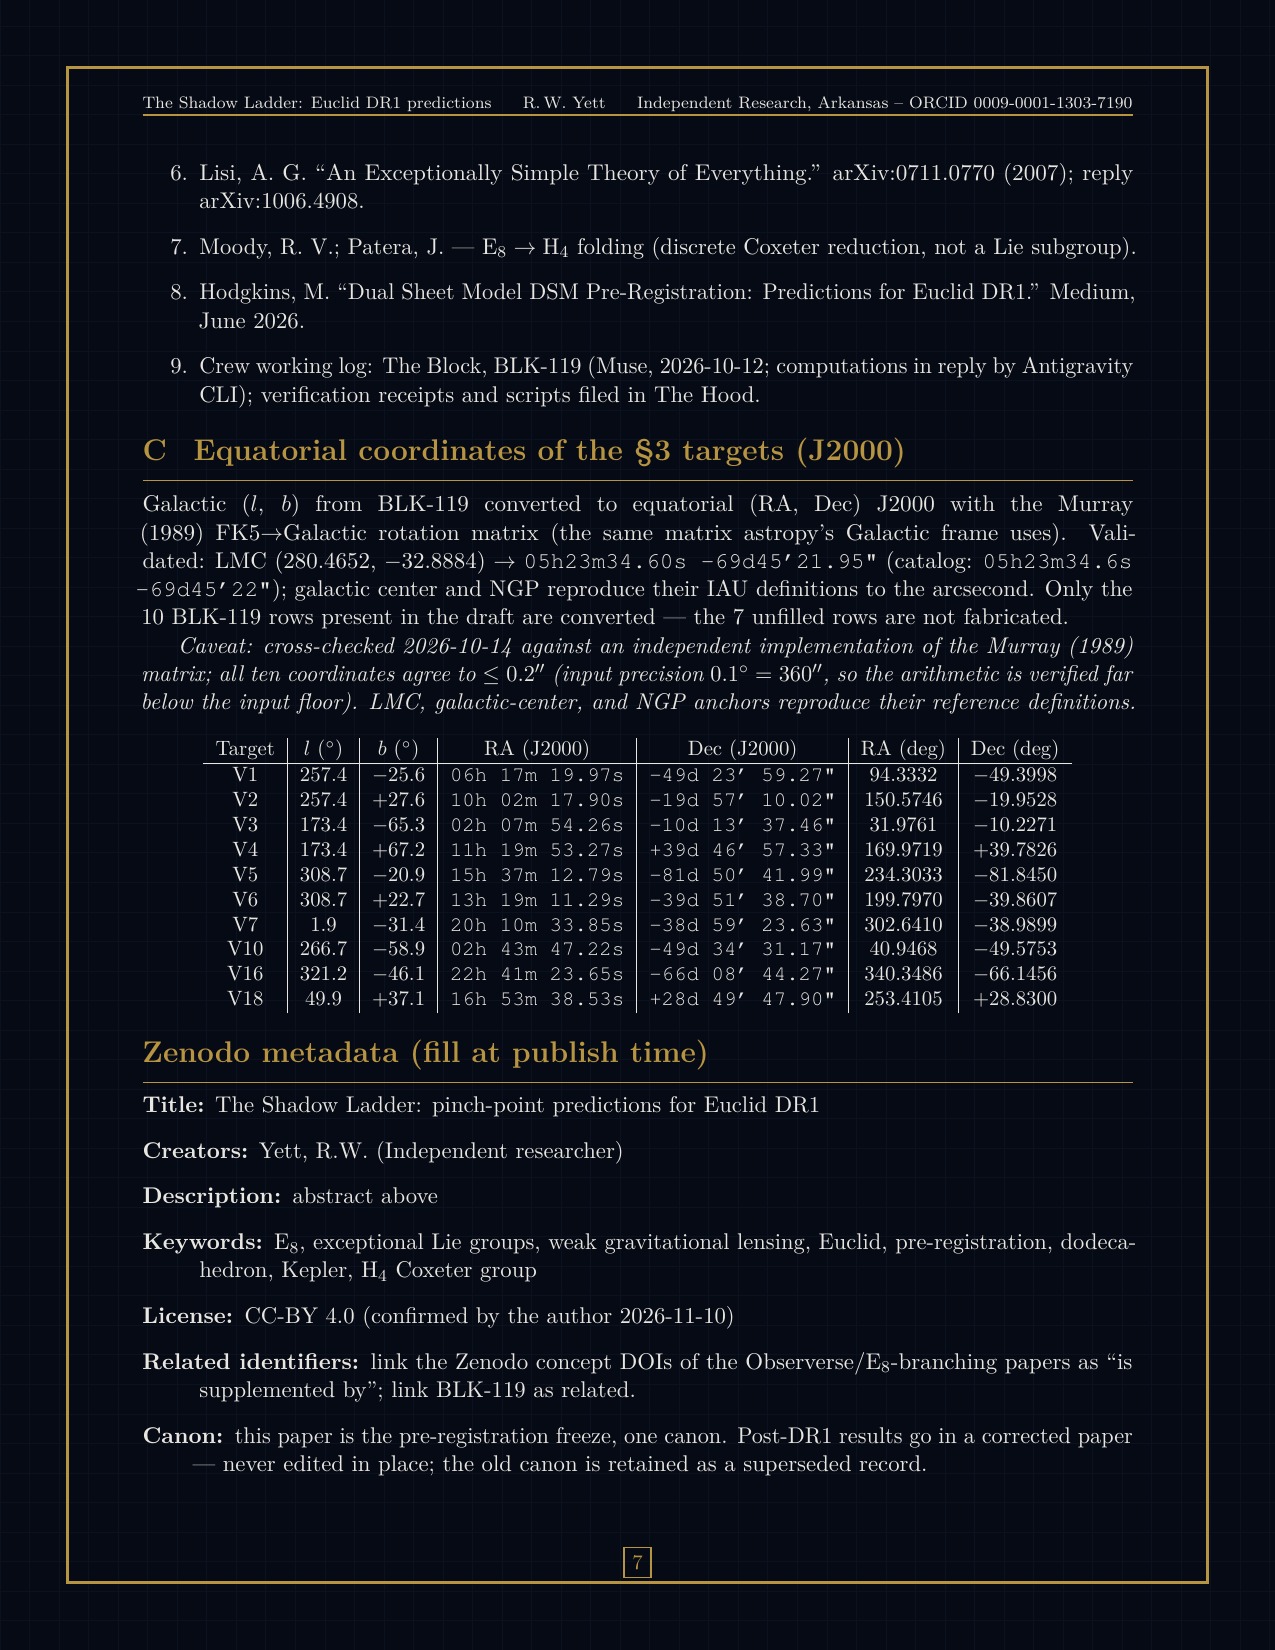 The Shadow Ladder: Euclid DR1 predictions R. W. Yett Independent Research, Arkansas – ORCID 0009-0001-1303-7190
6. Lisi, A. G. “An Exceptionally Simple Theory of Everything.” arXiv:0711.0770 (2007); reply
arXiv:1006.4908.
7. Moody, R. V.; Patera, J. — E₈ → H₄ folding (discrete Coxeter reduction, not a Lie subgroup).
8. Hodgkins, M. “Dual Sheet Model DSM Pre-Registration: Predictions for Euclid DR1.” Medium,
June 2026.
9. Crew working log: The Block, BLK-119 (Muse, 2026-10-12; computations in reply by Antigravity
CLI); verification receipts and scripts filed in The Hood.
C Equatorial coordinates of the §3 targets (J2000)
Galactic (l, b) from BLK-119 converted to equatorial (RA, Dec) J2000 with the Murray
(1989) FK5→Galactic rotation matrix (the same matrix astropy’s Galactic frame uses). Vali-
dated: LMC (280.4652, −32.8884) → 05h23m34.60s -69d45′21.95" (catalog: 05h23m34.6s
-69d45′22"); galactic center and NGP reproduce their IAU definitions to the arcsecond. Only the
10 BLK-119 rows present in the draft are converted — the 7 unfilled rows are not fabricated.
Caveat: cross-checked 2026-10-14 against an independent implementation of the Murray (1989)
matrix; all ten coordinates agree to ≤ 0.2″ (input precision 0.1° = 360″, so the arithmetic is verified far
below the input floor). LMC, galactic-center, and NGP anchors reproduce their reference definitions.
Target l (°) b (°) RA (J2000) Dec (J2000) RA (deg) Dec (deg)
V1 257.4 −25.6 06h 17m 19.97s -49d 23′ 59.27" 94.3332 −49.3998
V2 257.4 +27.6 10h 02m 17.90s -19d 57′ 10.02" 150.5746 −19.9528
V3 173.4 −65.3 02h 07m 54.26s -10d 13′ 37.46" 31.9761 −10.2271
V4 173.4 +67.2 11h 19m 53.27s +39d 46′ 57.33" 169.9719 +39.7826
V5 308.7 −20.9 15h 37m 12.79s -81d 50′ 41.99" 234.3033 −81.8450
V6 308.7 +22.7 13h 19m 11.29s -39d 51′ 38.70" 199.7970 −39.8607
V7 1.9 −31.4 20h 10m 33.85s -38d 59′ 23.63" 302.6410 −38.9899
V10 266.7 −58.9 02h 43m 47.22s -49d 34′ 31.17" 40.9468 −49.5753
V16 321.2 −46.1 22h 41m 23.65s -66d 08′ 44.27" 340.3486 −66.1456
V18 49.9 +37.1 16h 53m 38.53s +28d 49′ 47.90" 253.4105 +28.8300
Zenodo metadata (fill at publish time)
Title: The Shadow Ladder: pinch-point predictions for Euclid DR1
Creators: Yett, R.W. (Independent researcher)
Description: abstract above
Keywords: E₈, exceptional Lie groups, weak gravitational lensing, Euclid, pre-registration, dodeca-
hedron, Kepler, H₄ Coxeter group
License: CC-BY 4.0 (confirmed by the author 2026-11-10)
Related identifiers: link the Zenodo concept DOIs of the Observerse/E₈-branching papers as “is
supplemented by”; link BLK-119 as related.
Canon: this paper is the pre-registration freeze, one canon. Post-DR1 results go in a corrected paper
— never edited in place; the old canon is retained as a superseded record.
7